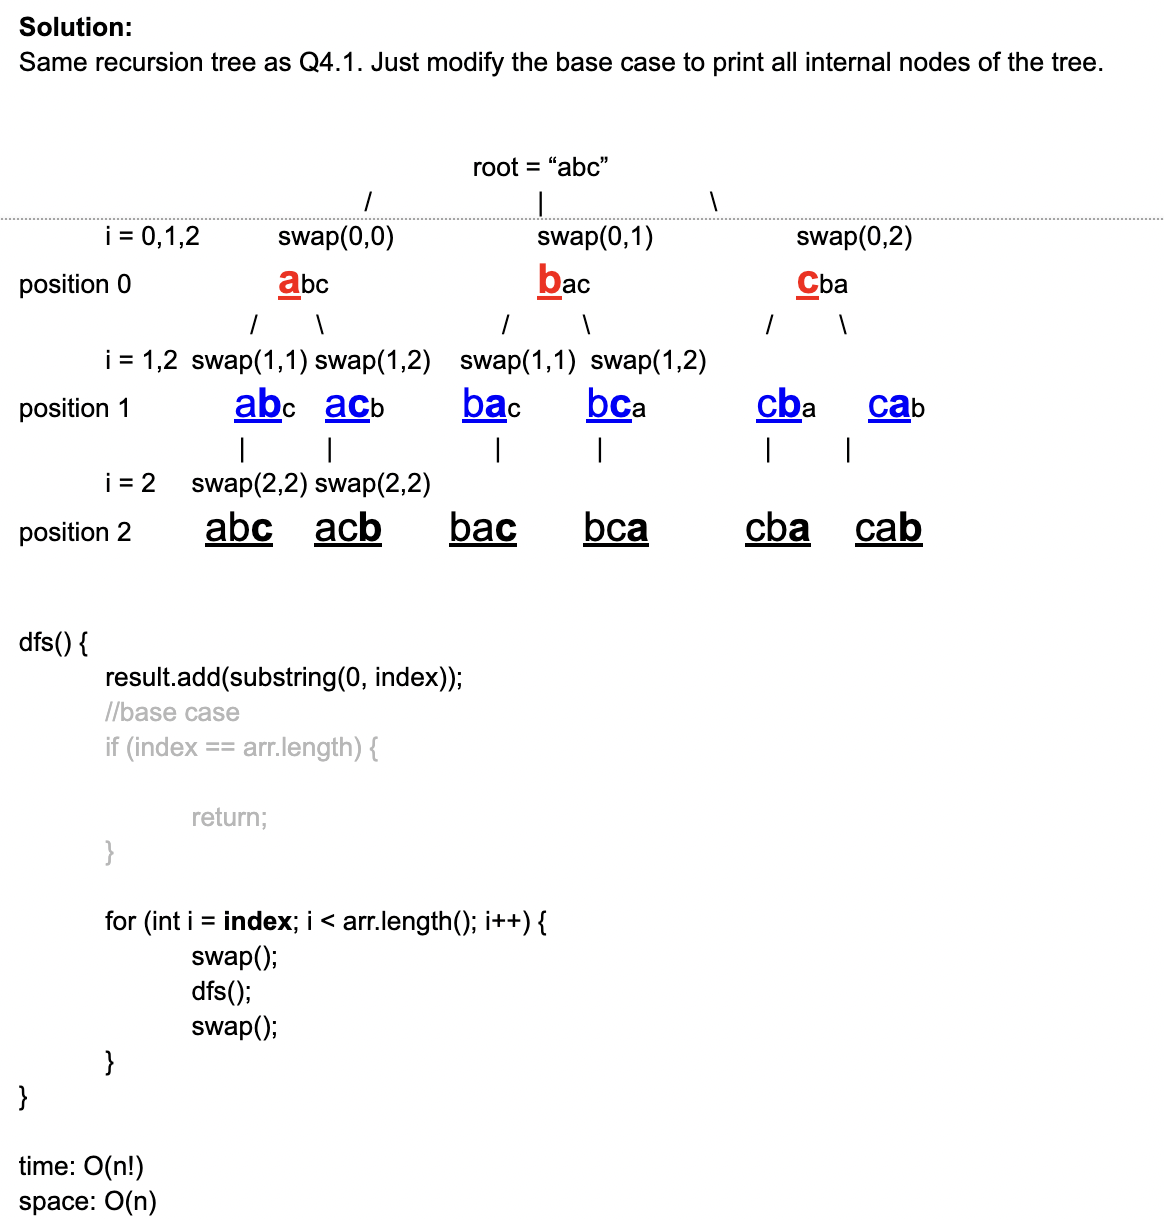 Solution:
Same recursion tree as Q4.1. Just modify the base case to print all internal nodes of the tree.
root = “abc”
/ | \
i = 0,1,2 swap(0,0) swap(0,1) swap(0,2)
position 0 abc bac cba
/ \ / \ / \
i = 1,2 swap(1,1) swap(1,2) swap(1,1) swap(1,2)
position 1 abc acb bac bca cba cab
| | | | | |
i = 2 swap(2,2) swap(2,2)
position 2 abc acb bac bca cba cab
dfs() {
result.add(substring(0, index));
//base case
if (index == arr.length) {
return;
}
for (int i = index; i < arr.length(); i++) {
swap();
dfs();
swap();
}
}
time: O(n!)
space: O(n)